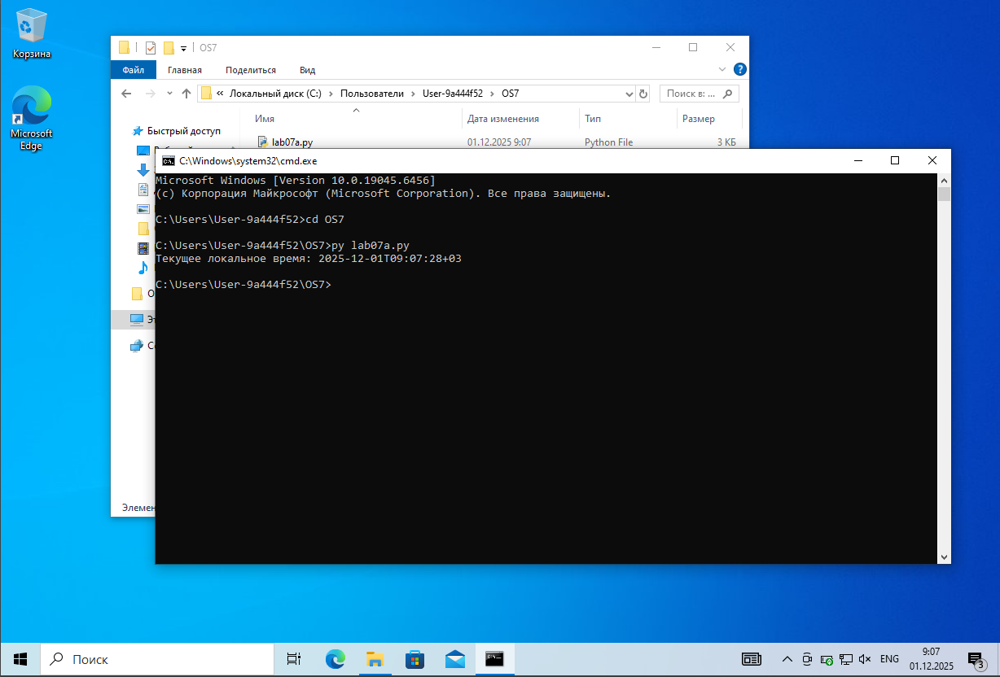 Корзина
Microsoft
Edge
OS7
Файл
Главная
Поделиться
Вид
« Локальный диск (C:) › Пользователи › User-9a444f52 › OS7
Поиск в: ...
Имя
Дата изменения
Тип
Размер
Быстрый доступ
lab07a.py
01.12.2025 9:07
Python File
3 КБ
Элемен
C:\Windows\system32\cmd.exe
Microsoft Windows [Version 10.0.19045.6456]
(c) Корпорация Майкрософт (Microsoft Corporation). Все права защищены.
C:\Users\User-9a444f52>cd OS7
C:\Users\User-9a444f52\OS7>py lab07a.py
Текущее локальное время: 2025-12-01T09:07:28+03
C:\Users\User-9a444f52\OS7>
Поиск
ENG
9:07
01.12.2025
3